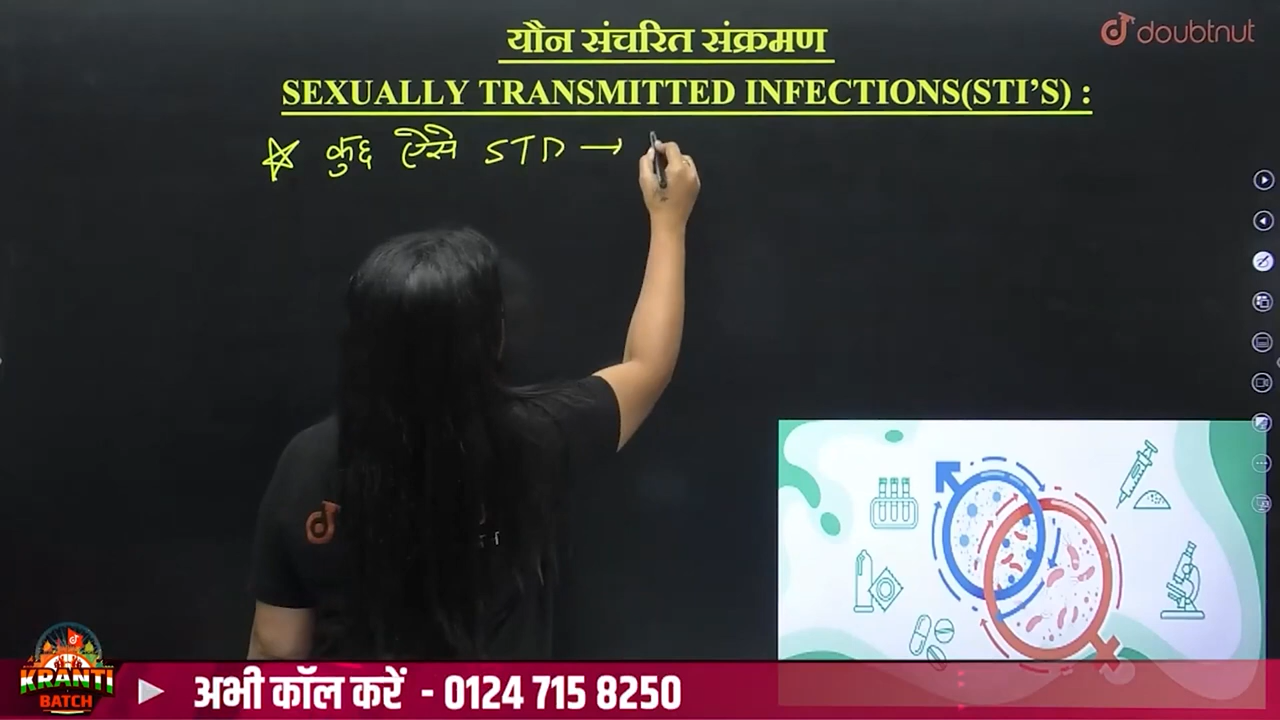 यौन संचरित संक्रमण
doubtnut
SEXUALLY TRANSMITTED INFECTIONS(STI'S) :
☆ कुछ ऐसे STD →
KRANTI
BATCH
अभी कॉल करें - 0124 715 8250